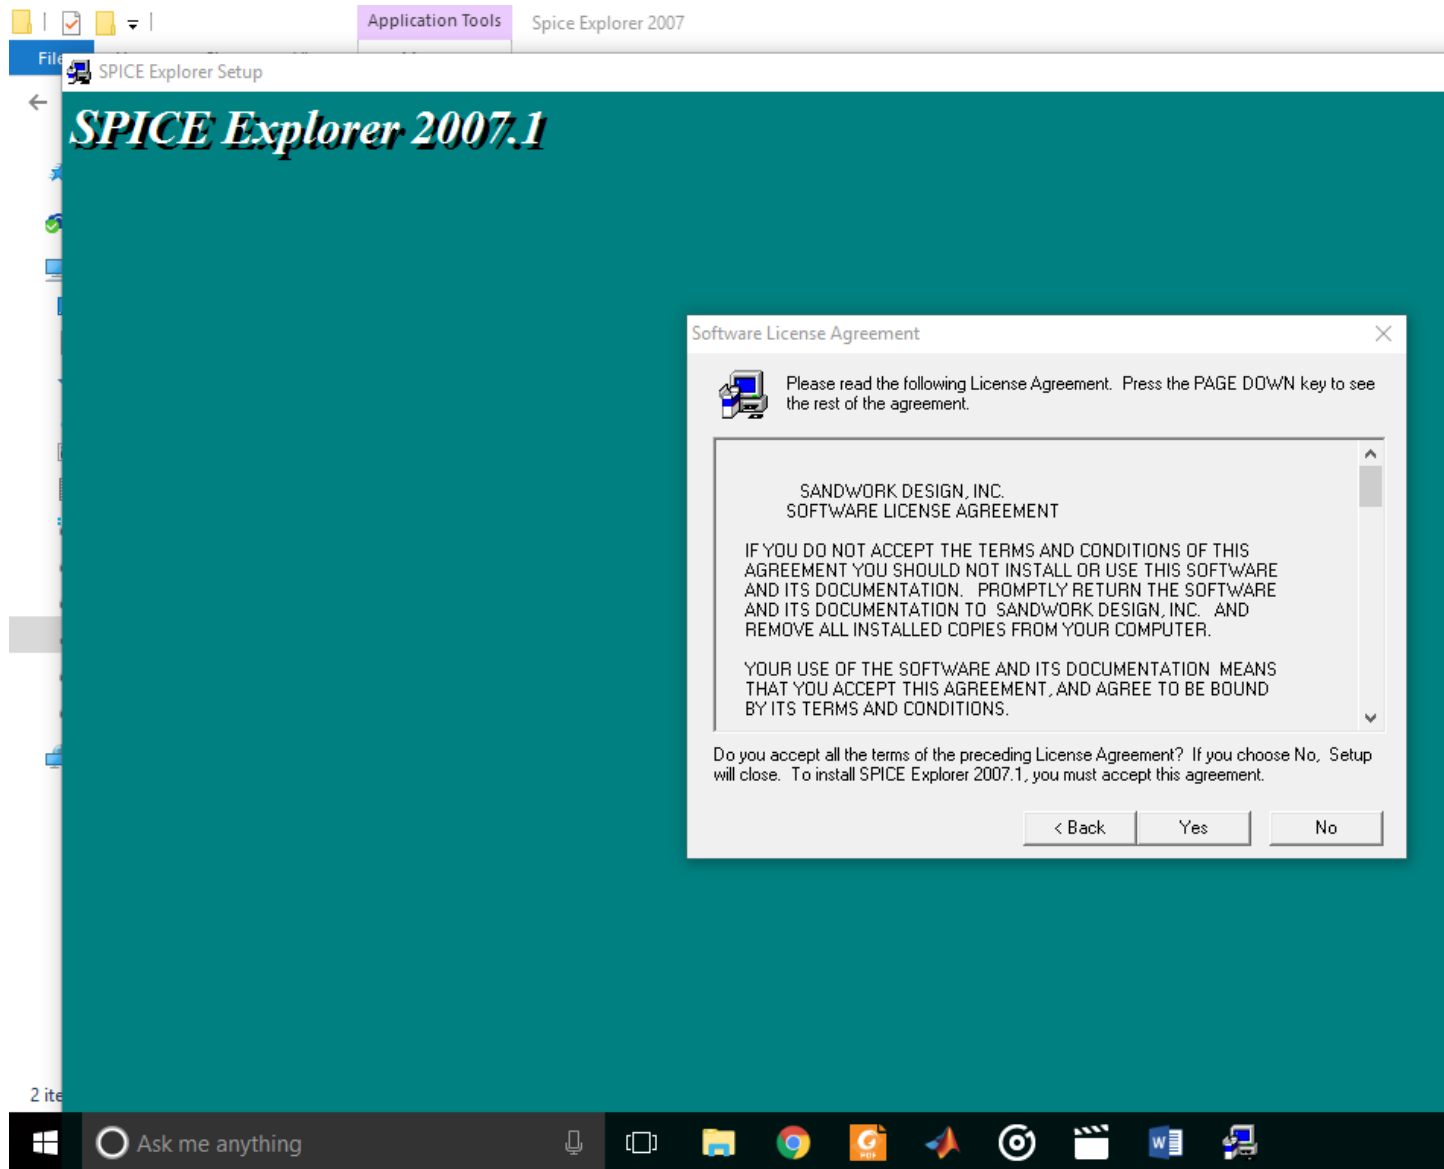 Application Tools
Spice Explorer 2007
File
SPICE Explorer Setup
SPICE Explorer 2007.1
Software License Agreement
Please read the following License Agreement. Press the PAGE DOWN key to see
the rest of the agreement.
SANDWORK DESIGN, INC.
SOFTWARE LICENSE AGREEMENT
IF YOU DO NOT ACCEPT THE TERMS AND CONDITIONS OF THIS
AGREEMENT YOU SHOULD NOT INSTALL OR USE THIS SOFTWARE
AND ITS DOCUMENTATION. PROMPTLY RETURN THE SOFTWARE
AND ITS DOCUMENTATION TO SANDWORK DESIGN, INC. AND
REMOVE ALL INSTALLED COPIES FROM YOUR COMPUTER.
YOUR USE OF THE SOFTWARE AND ITS DOCUMENTATION MEANS
THAT YOU ACCEPT THIS AGREEMENT, AND AGREE TO BE BOUND
BY ITS TERMS AND CONDITIONS.
Do you accept all the terms of the preceding License Agreement? If you choose No, Setup
will close. To install SPICE Explorer 2007.1, you must accept this agreement.
< Back
Yes
No
2 ite
Ask me anything